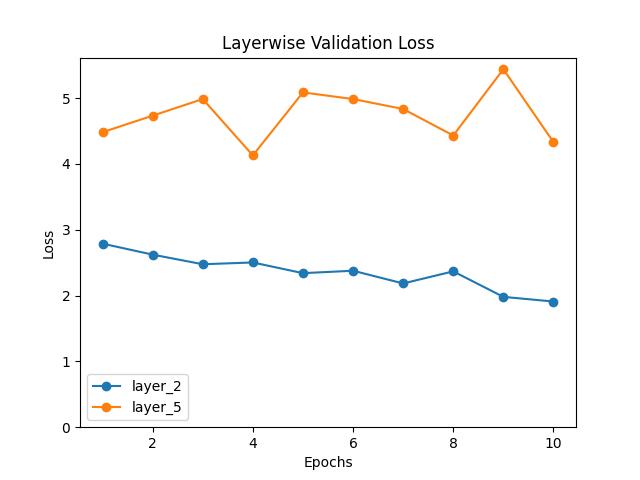 Layerwise Validation Loss
Loss
5
4
3
2
1
0
layer_2
layer_5
2 4 6 8 10
Epochs